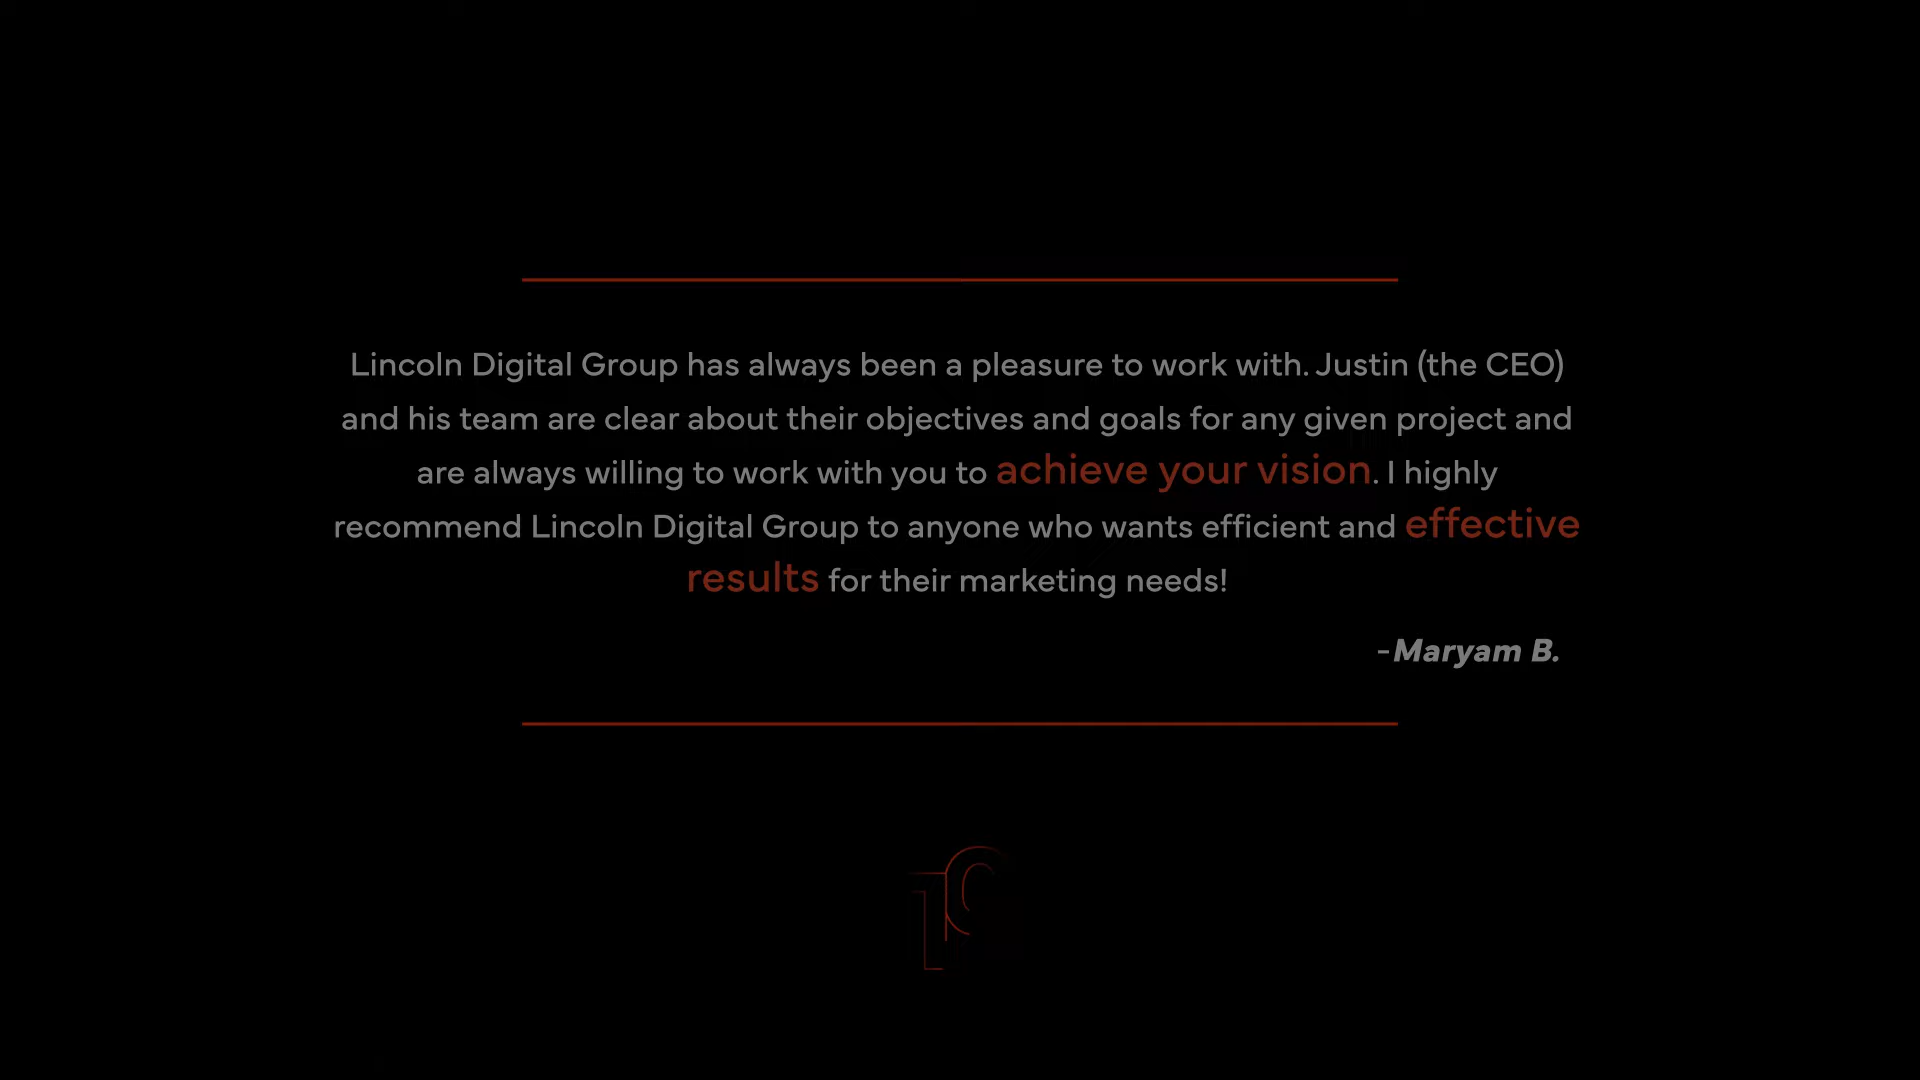 Lincoln Digital Group has always been a pleasure to work with. Justin (the CEO)
and his team are clear about their objectives and goals for any given project and
are always willing to work with you to achieve your vision. I highly
recommend Lincoln Digital Group to anyone who wants efficient and effective
results for their marketing needs!
-Maryam B.